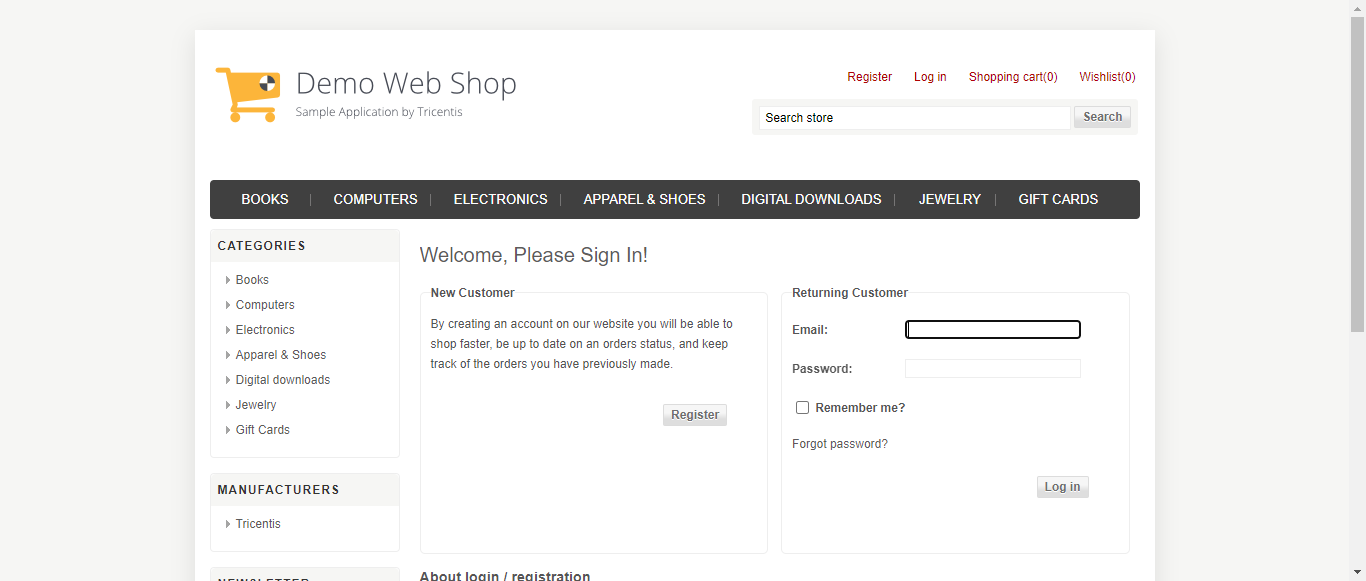 Demo Web Shop
Sample Application by Tricentis
Register Log in Shopping cart(0) Wishlist(0)
Search store Search
BOOKS COMPUTERS ELECTRONICS APPAREL & SHOES DIGITAL DOWNLOADS JEWELRY GIFT CARDS
CATEGORIES
Books
Computers
Electronics
Apparel & Shoes
Digital downloads
Jewelry
Gift Cards
MANUFACTURERS
Tricentis
NEWSLETTER
Welcome, Please Sign In!
New Customer
By creating an account on our website you will be able to
shop faster, be up to date on an orders status, and keep
track of the orders you have previously made.
Register
Returning Customer
Email:
Password:
Remember me?
Forgot password?
Log in
About login / registration